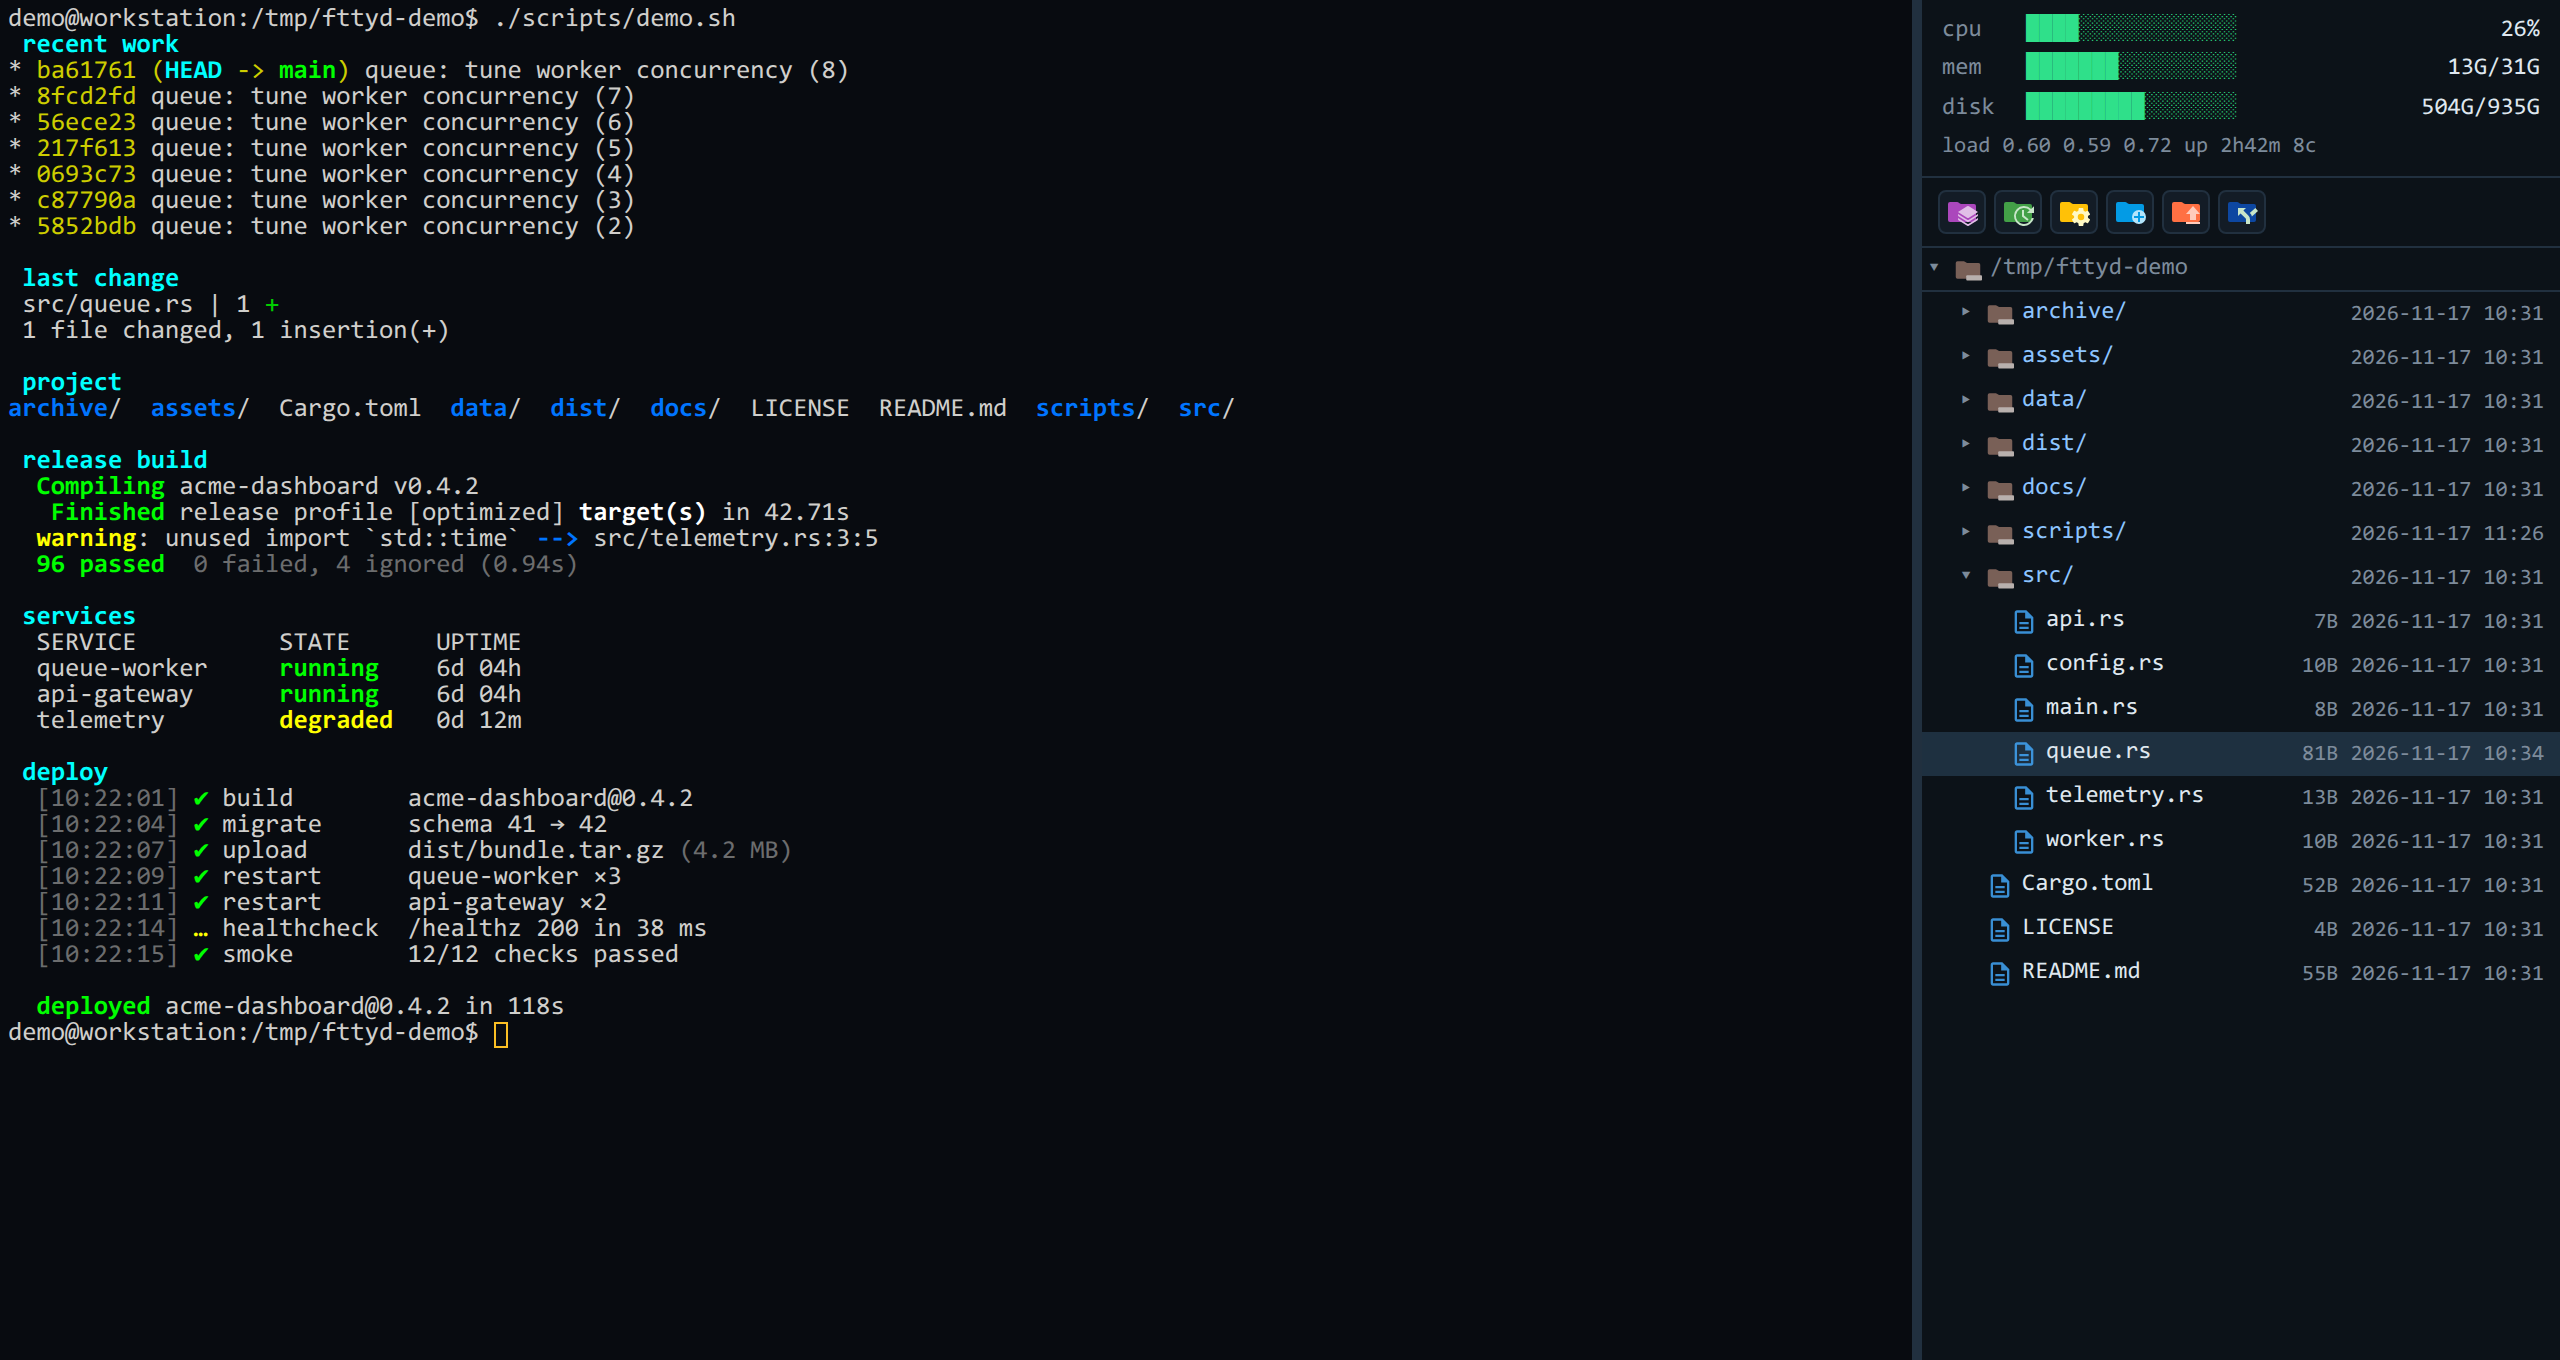 demo@workstation:/tmp/fttyd-demo$ ./scripts/demo.sh
recent work
* ba61761 (HEAD -> main) queue: tune worker concurrency (8)
* 8fcd2fd queue: tune worker concurrency (7)
* 56ece23 queue: tune worker concurrency (6)
* 217f613 queue: tune worker concurrency (5)
* 0693c73 queue: tune worker concurrency (4)
* c87790a queue: tune worker concurrency (3)
* 5852bdb queue: tune worker concurrency (2)
last change
src/queue.rs | 1 +
1 file changed, 1 insertion(+)
project
archive/  assets/  Cargo.toml  data/  dist/  docs/  LICENSE  README.md  scripts/  src/
release build
Compiling acme-dashboard v0.4.2
Finished release profile [optimized] target(s) in 42.71s
warning: unused import `std::time` --> src/telemetry.rs:3:5
96 passed  0 failed, 4 ignored (0.94s)
services
SERVICE          STATE      UPTIME
queue-worker     running    6d 04h
api-gateway      running    6d 04h
telemetry        degraded   0d 12m
deploy
[10:22:01] ✔ build        acme-dashboard@0.4.2
[10:22:04] ✔ migrate      schema 41 → 42
[10:22:07] ✔ upload       dist/bundle.tar.gz (4.2 MB)
[10:22:09] ✔ restart      queue-worker ×3
[10:22:11] ✔ restart      api-gateway ×2
[10:22:14] … healthcheck  /healthz 200 in 38 ms
[10:22:15] ✔ smoke        12/12 checks passed
deployed acme-dashboard@0.4.2 in 118s
demo@workstation:/tmp/fttyd-demo$
cpu 26%
mem 13G/31G
disk 504G/935G
load 0.60 0.59 0.72 up 2h42m 8c
/tmp/fttyd-demo
archive/ 2026-11-17 10:31
assets/ 2026-11-17 10:31
data/ 2026-11-17 10:31
dist/ 2026-11-17 10:31
docs/ 2026-11-17 10:31
scripts/ 2026-11-17 11:26
src/ 2026-11-17 10:31
api.rs 7B 2026-11-17 10:31
config.rs 10B 2026-11-17 10:31
main.rs 8B 2026-11-17 10:31
queue.rs 81B 2026-11-17 10:34
telemetry.rs 13B 2026-11-17 10:31
worker.rs 10B 2026-11-17 10:31
Cargo.toml 52B 2026-11-17 10:31
LICENSE 4B 2026-11-17 10:31
README.md 55B 2026-11-17 10:31